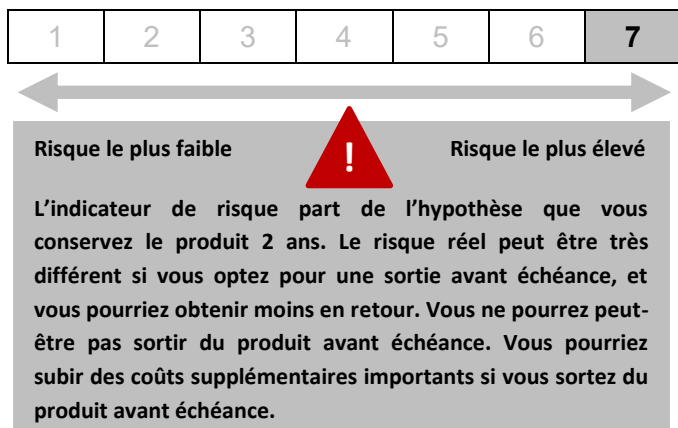 1 2 3 4 5 6 7
!
Risque le plus faible Risque le plus élevé
L’indicateur de risque part de l’hypothèse que vous
conservez le produit 2 ans. Le risque réel peut être très
différent si vous optez pour une sortie avant échéance, et
vous pourriez obtenir moins en retour. Vous ne pourrez peut-
être pas sortir du produit avant échéance. Vous pourriez
subir des coûts supplémentaires importants si vous sortez du
produit avant échéance.